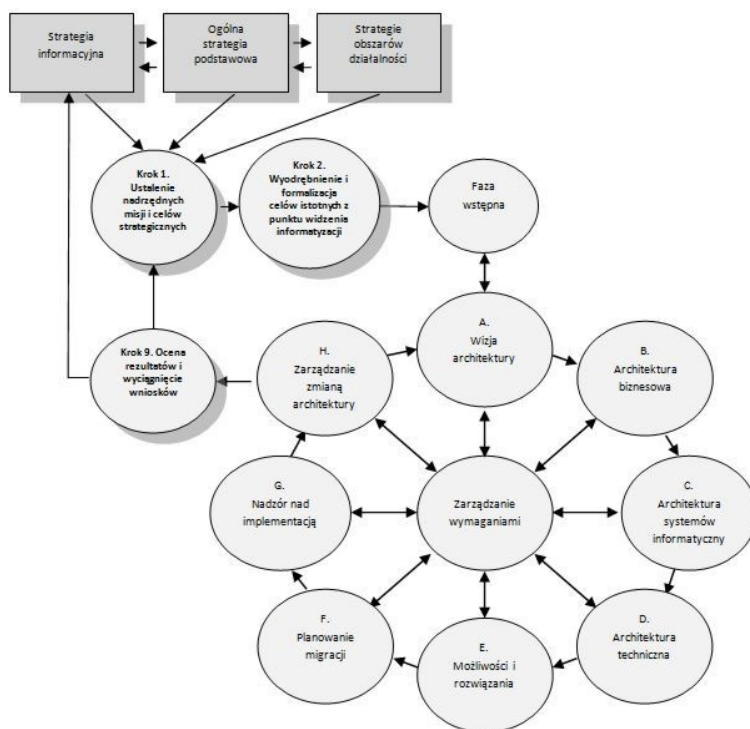 Strategia
informacyjna
Ogólna
strategia
podstawowa
Strategie
obszarów
działalności
Krok 1.
Ustalenie
nadrzędnych
misji i celów
strategicznych
Krok 2.
Wyodrębnienie i
formalizacja
celów istotnych z
punktu widzenia
informatyzacji
Faza
wstępna
A.
Wizja
architektury
B.
Architektura
biznesowa
C.
Architektura
systemów
informatyczny
D.
Architektura
techniczna
E.
Możliwości i
rozwiązania
F.
Planowanie
migracji
G.
Nadzór nad
implementacją
H.
Zarządzanie
zmianą
architektury
Krok 9. Ocena
rezultatów i
wyciągnięcie
wniosków
Zarządzanie
wymaganiami